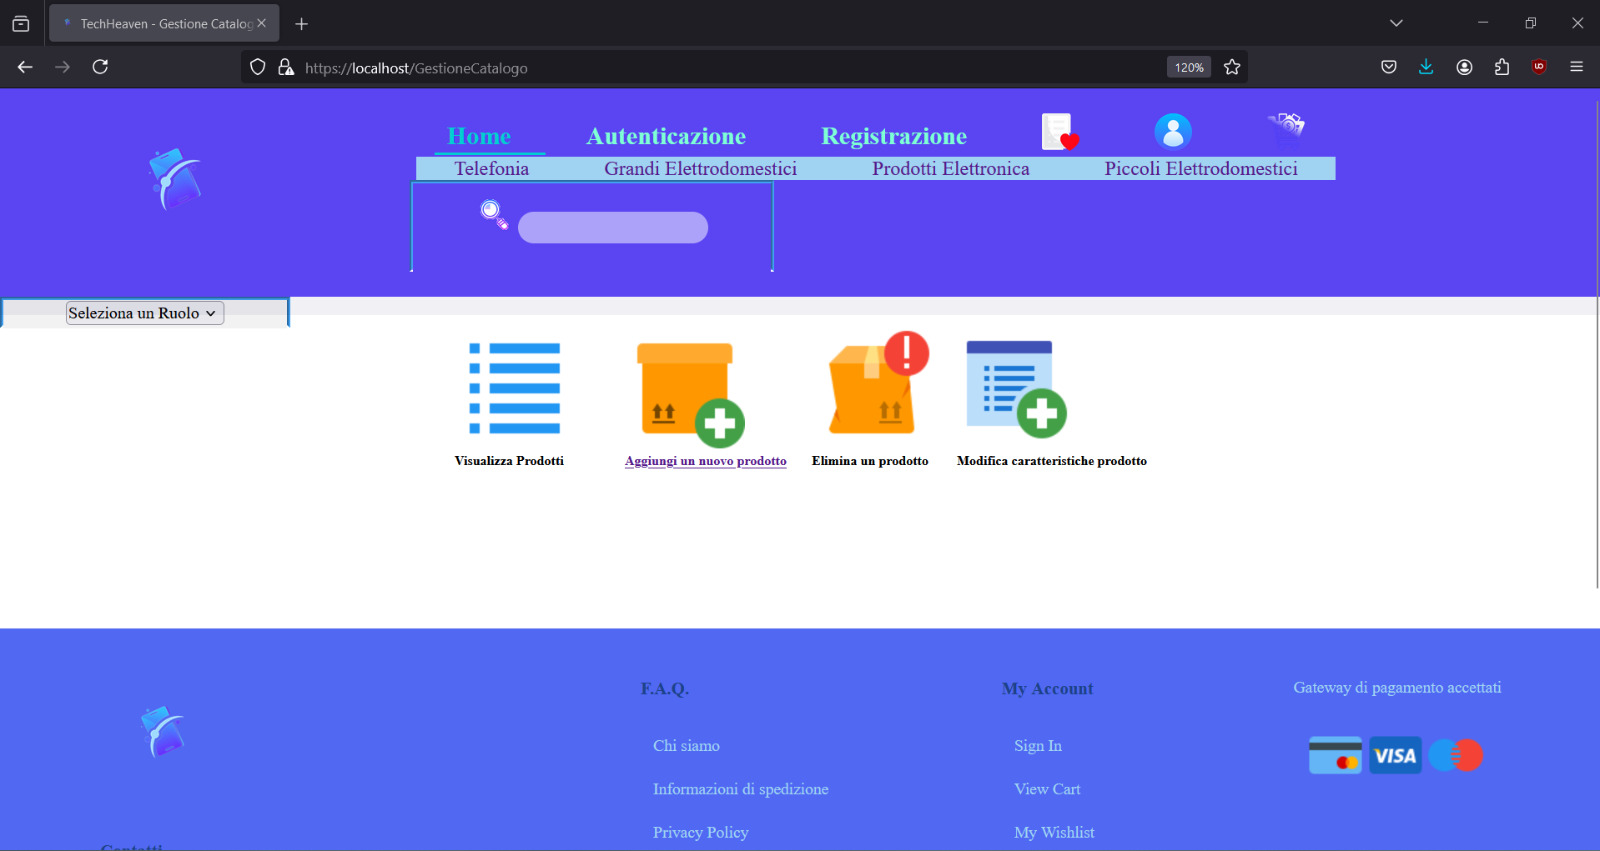 TechHeaven - Gestione Catalog
https://localhost/GestioneCatalogo
120%
Home
Autenticazione
Registrazione
Telefonia
Grandi Elettrodomestici
Prodotti Elettronica
Piccoli Elettrodomestici
Seleziona un Ruolo
Visualizza Prodotti
Aggiungi un nuovo prodotto
Elimina un prodotto
Modifica caratteristiche prodotto
F.A.Q.
Chi siamo
Informazioni di spedizione
Privacy Policy
My Account
Sign In
View Cart
My Wishlist
Gateway di pagamento accettati
VISA
Contatti